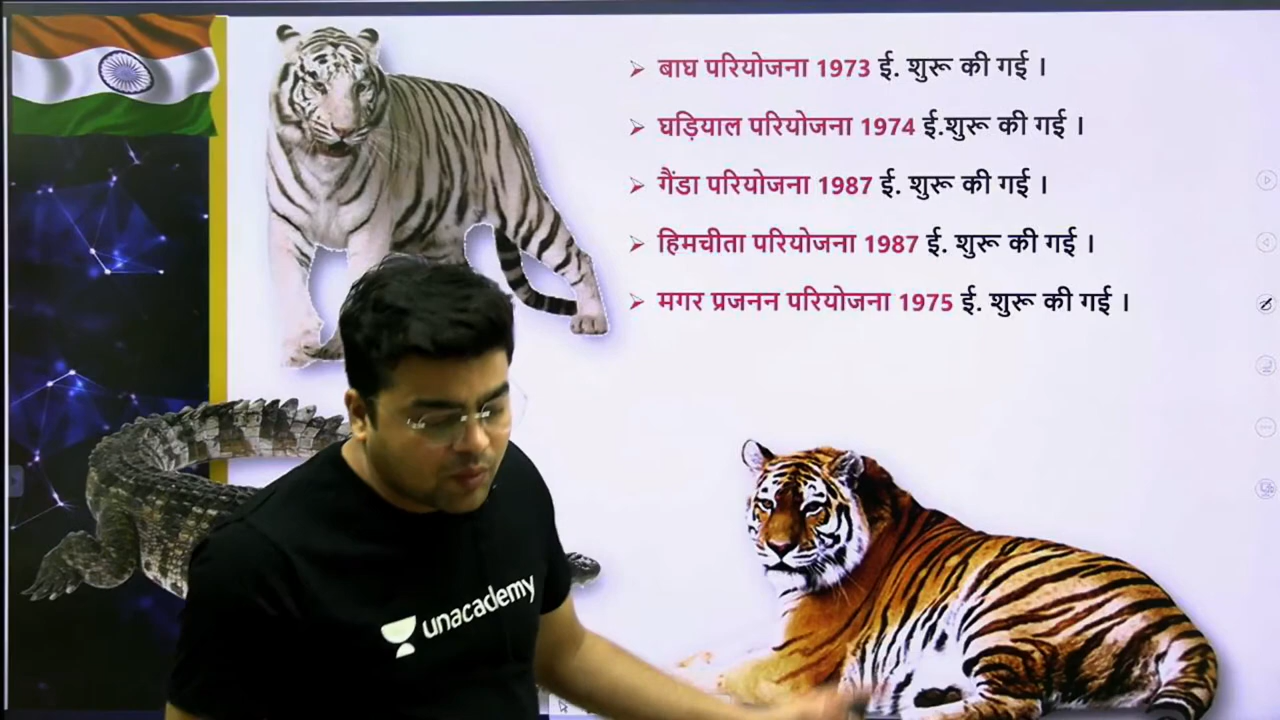 बाघ परियोजना 1973 ई. शुरू की गई ।
घड़ियाल परियोजना 1974 ई.शुरू की गई ।
गैंडा परियोजना 1987 ई. शुरू की गई ।
हिमचीता परियोजना 1987 ई. शुरू की गई ।
मगर प्रजनन परियोजना 1975 ई. शुरू की गई ।
unacademy